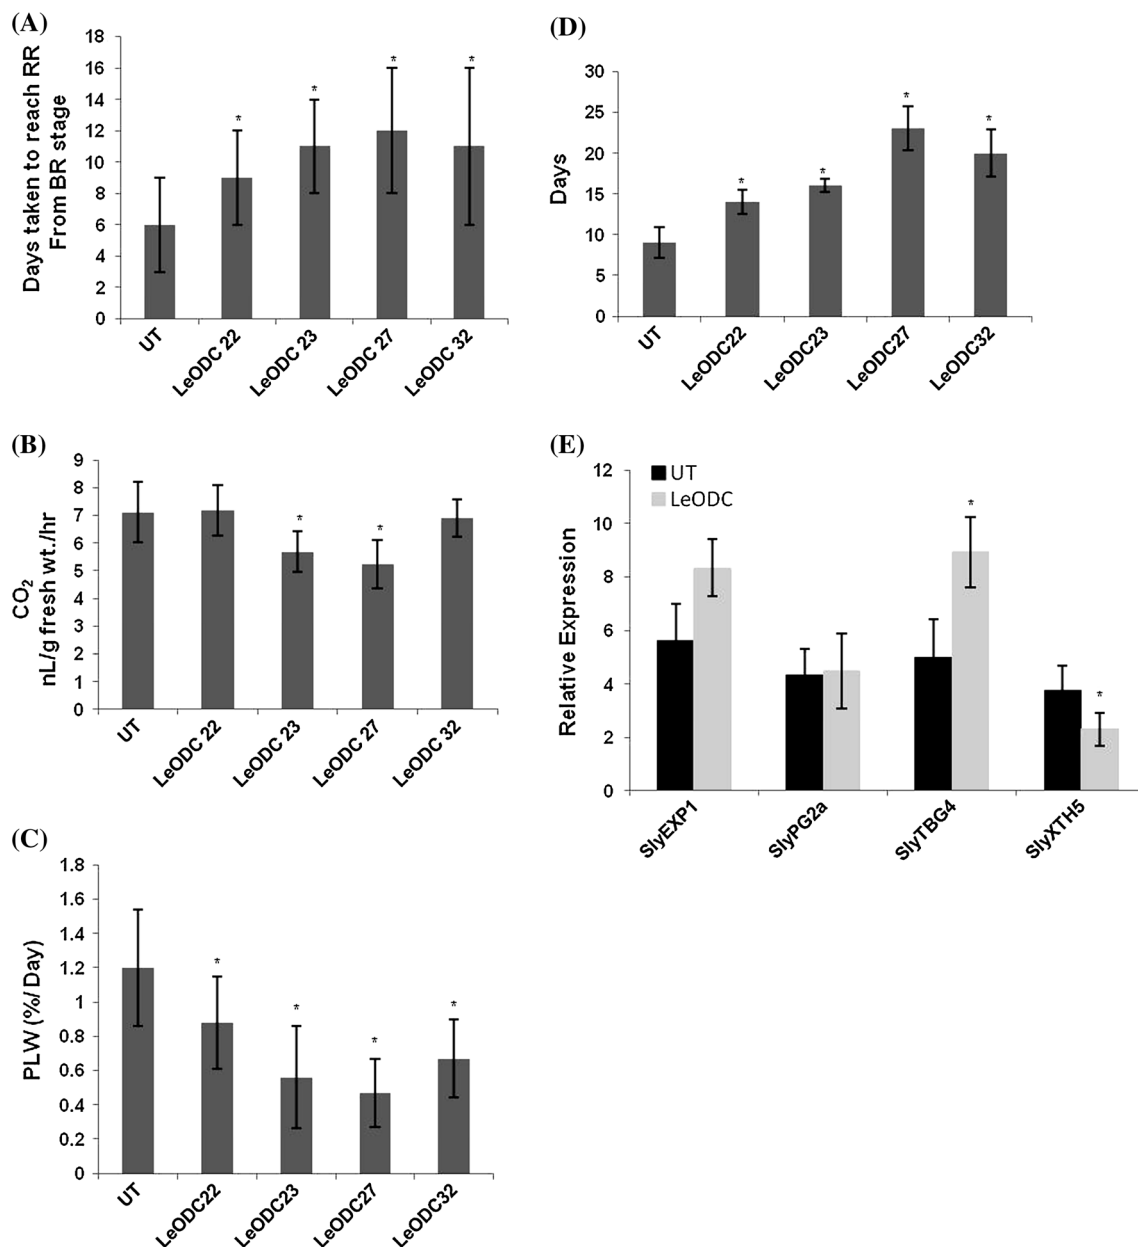 (A)
Days taken to reach RR
From BR stage
18
16
14
12
10
8
6
4
2
0
*
*
*
*
UT
LeODC 22
LeODC 23
LeODC 27
LeODC 32
(B)
CO2
nL/g fresh wt./hr
9
8
7
6
5
4
3
2
1
0
*
*
UT
LeODC 22
LeODC 23
LeODC 27
LeODC 32
(C)
PLW (%/ Day)
1.8
1.6
1.4
1.2
1
0.8
0.6
0.4
0.2
0
*
*
*
*
UT
LeODC22
LeODC23
LeODC27
LeODC32
(D)
Days
30
25
20
15
10
5
0
*
*
*
*
UT
LeODC22
LeODC23
LeODC27
LeODC32
(E)
Relative Expression
12
10
8
6
4
2
0
UT
LeODC
*
*
SlyEXP1
SlyPG2a
SlyTBG4
SlyXTH5